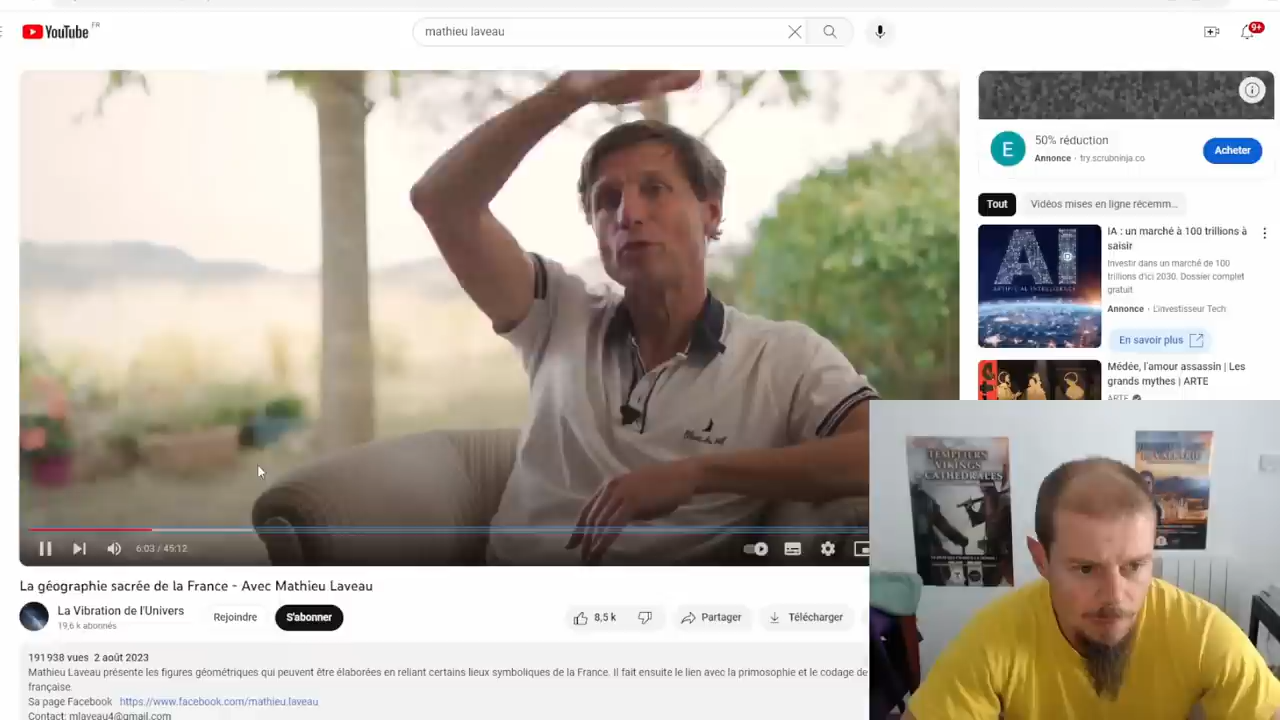 YouTube FR
mathieu laveau
9+
6:03 / 45:12
La géographie sacrée de la France - Avec Mathieu Laveau
La Vibration de l'Univers
19,6 k abonnés
Rejoindre
S'abonner
8,5 k
Partager
Télécharger
191 938 vues 2 août 2023
Mathieu Laveau présente les figures géométriques qui peuvent être élaborées en reliant certains lieux symboliques de la France. Il fait ensuite le lien avec la primosophie et le codage de
française.
Sa page Facebook https://www.facebook.com/mathieu.laveau
Contact: mlaveau4@gmail.com
E
50% réduction
Annonce · try.scrubninja.co
Acheter
Tout
Vidéos mises en ligne récemm...
AI
ARTIFICIAL INTELLIGENCE
IA : un marché à 100 trillions à
saisir
Investir dans un marché de 100
trillions d'ici 2030. Dossier complet
gratuit
Annonce · L'investisseur Tech
En savoir plus
Médée, l'amour assassin | Les
grands mythes | ARTE
ARTE
TEMPLIERS
VIKINGS
CATHÉDRALES